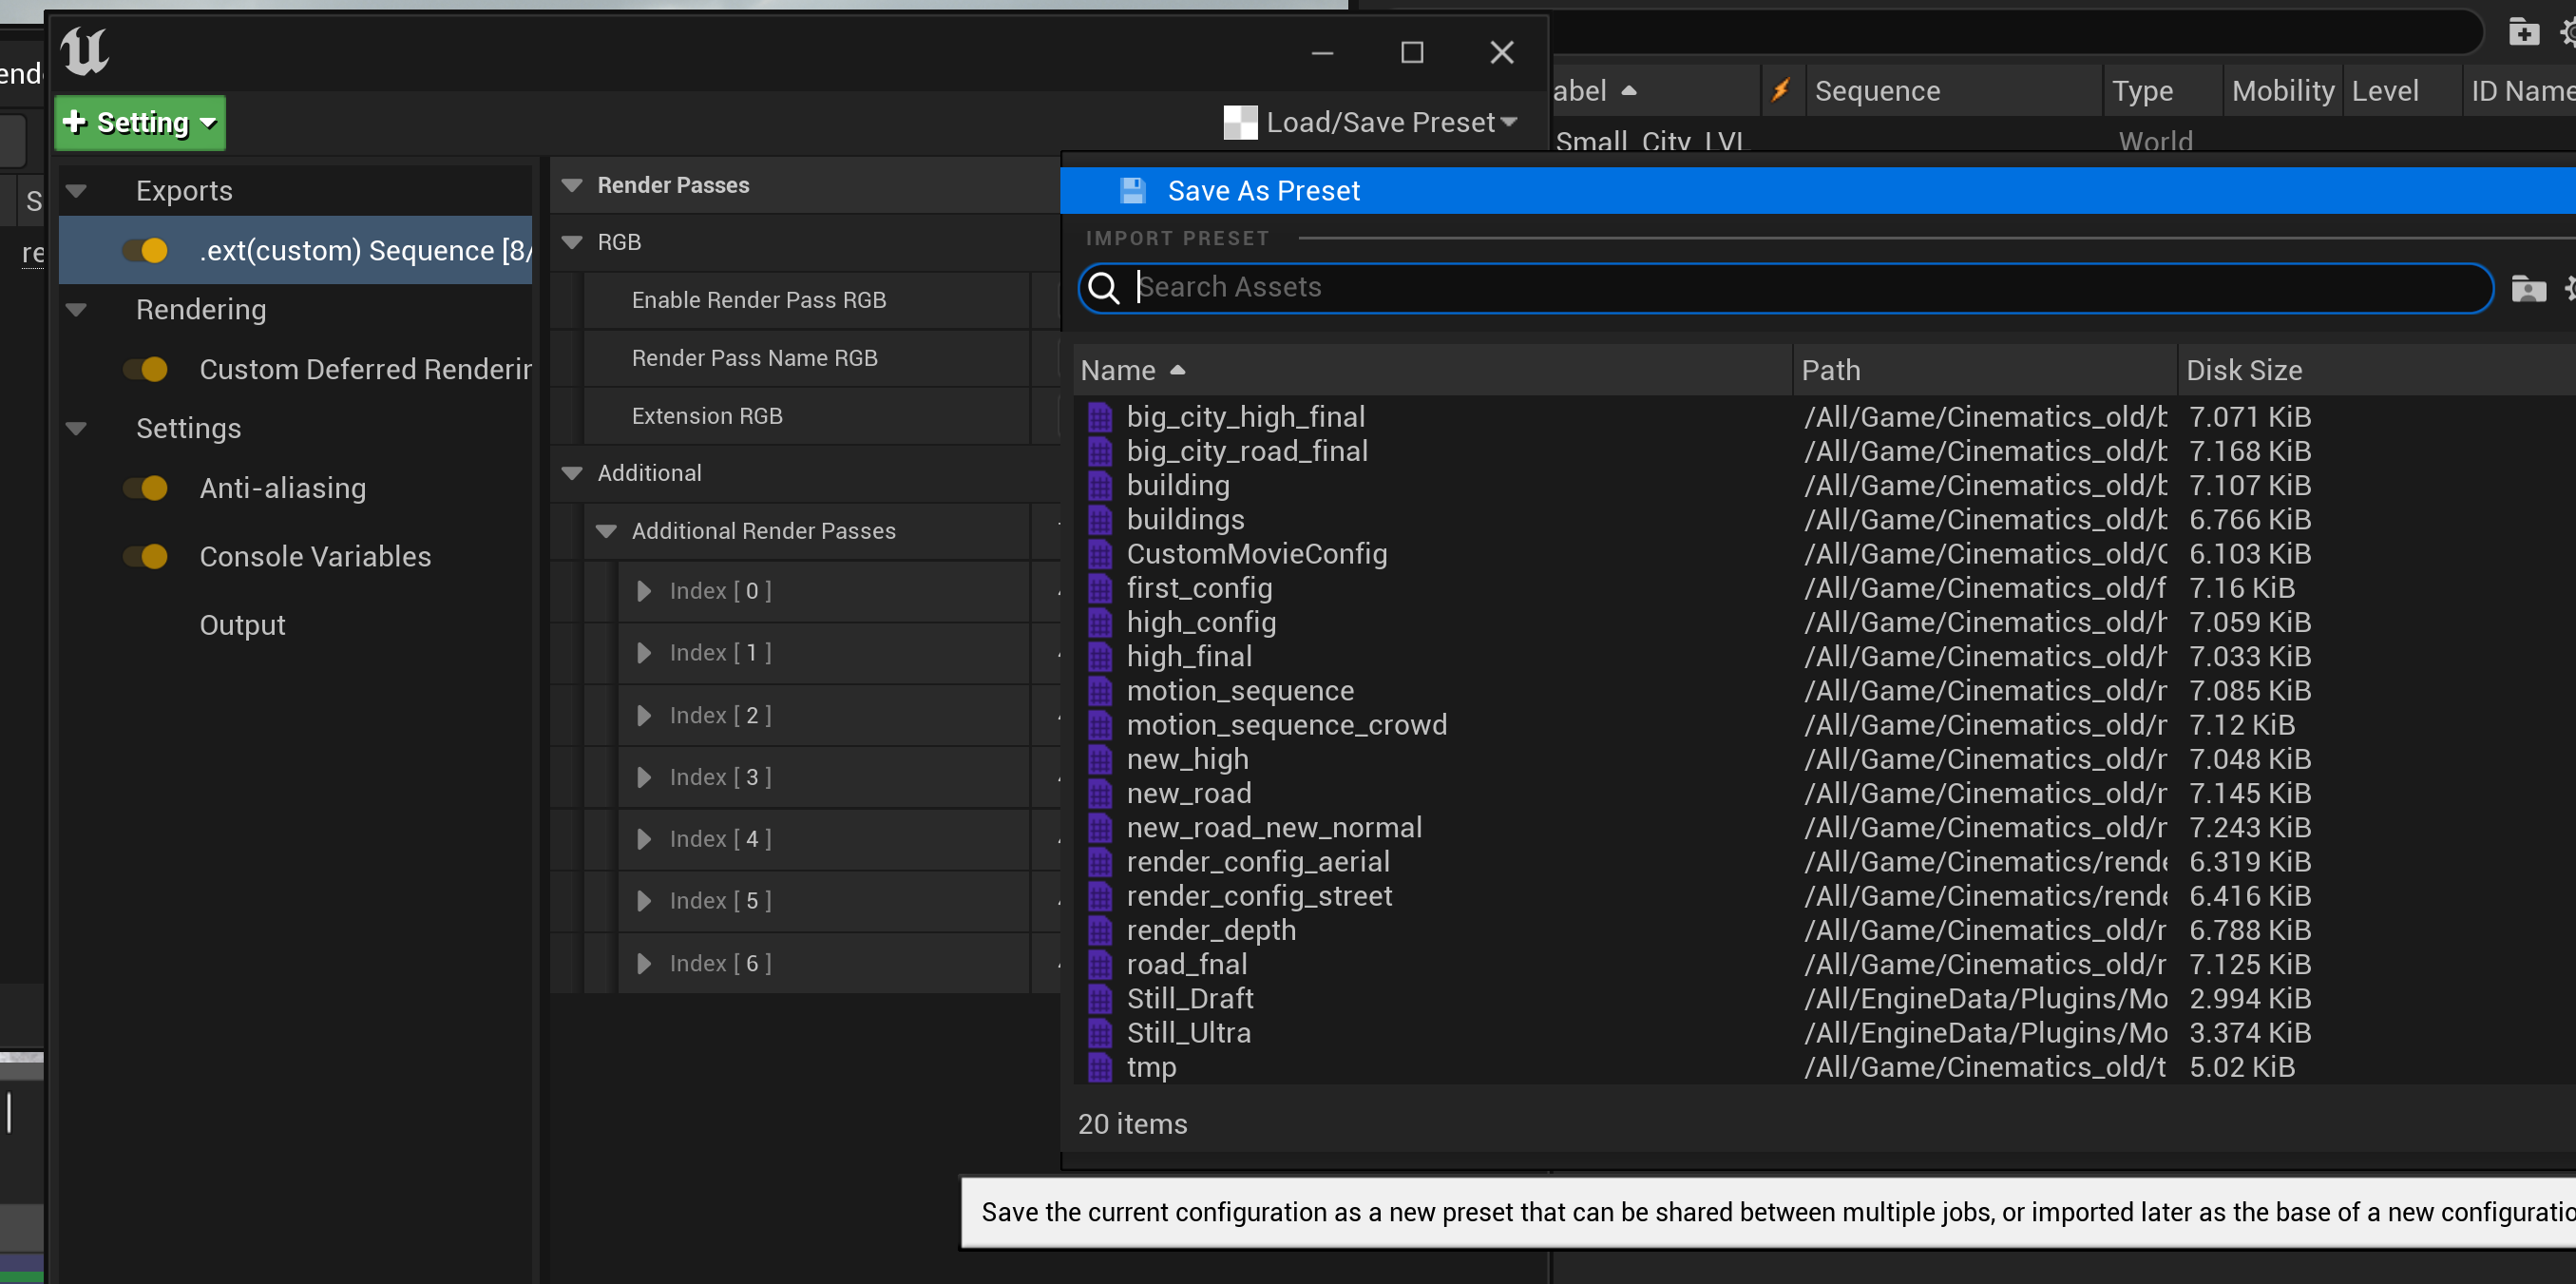 Setting
Load/Save Preset
abel
Sequence
Type
Mobility
Level
ID Name
Small_City_LVL
World
Exports
.ext(custom) Sequence [8/
Rendering
Custom Deferred Renderin
Settings
Anti-aliasing
Console Variables
Output
Render Passes
RGB
Enable Render Pass RGB
Render Pass Name RGB
Extension RGB
Additional
Additional Render Passes
Index [ 0 ]
Index [ 1 ]
Index [ 2 ]
Index [ 3 ]
Index [ 4 ]
Index [ 5 ]
Index [ 6 ]
Save As Preset
IMPORT PRESET
Search Assets
Name Path Disk Size
big_city_high_final /All/Game/Cinematics_old/b 7.071 KiB
big_city_road_final /All/Game/Cinematics_old/b 7.168 KiB
building /All/Game/Cinematics_old/b 7.107 KiB
buildings /All/Game/Cinematics_old/b 6.766 KiB
CustomMovieConfig /All/Game/Cinematics_old/C 6.103 KiB
first_config /All/Game/Cinematics_old/f 7.16 KiB
high_config /All/Game/Cinematics_old/h 7.059 KiB
high_final /All/Game/Cinematics_old/h 7.033 KiB
motion_sequence /All/Game/Cinematics_old/r 7.085 KiB
motion_sequence_crowd /All/Game/Cinematics_old/r 7.12 KiB
new_high /All/Game/Cinematics_old/r 7.048 KiB
new_road /All/Game/Cinematics_old/r 7.145 KiB
new_road_new_normal /All/Game/Cinematics_old/r 7.243 KiB
render_config_aerial /All/Game/Cinematics/rende 6.319 KiB
render_config_street /All/Game/Cinematics/rende 6.416 KiB
render_depth /All/Game/Cinematics_old/r 6.788 KiB
road_fnal /All/Game/Cinematics_old/r 7.125 KiB
Still_Draft /All/EngineData/Plugins/Mo 2.994 KiB
Still_Ultra /All/EngineData/Plugins/Mo 3.374 KiB
tmp /All/Game/Cinematics_old/t 5.02 KiB
20 items
Save the current configuration as a new preset that can be shared between multiple jobs, or imported later as the base of a new configuratio